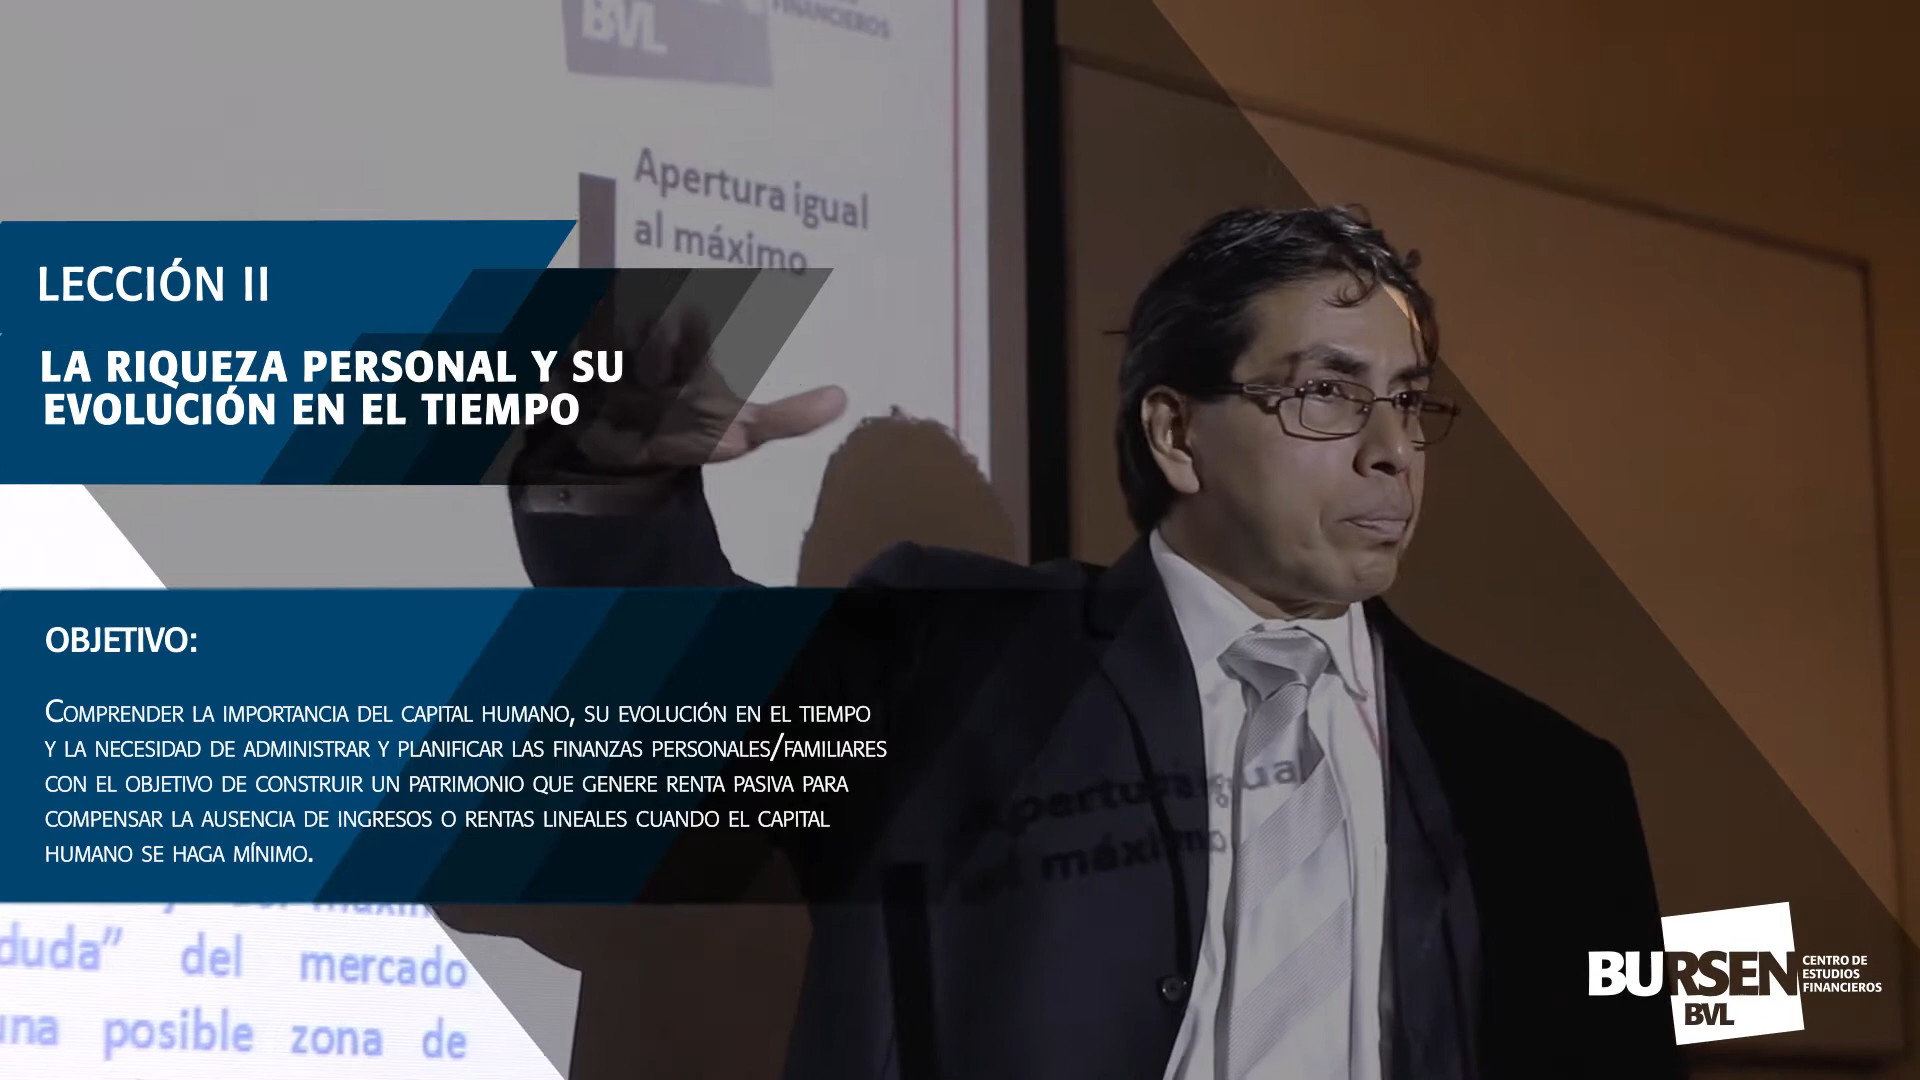 BVL
FINANCIEROS
Apertura igual
al máximo
LECCIÓN II
LA RIQUEZA PERSONAL Y SU
EVOLUCIÓN EN EL TIEMPO
OBJETIVO:
COMPRENDER LA IMPORTANCIA DEL CAPITAL HUMANO, SU EVOLUCIÓN EN EL TIEMPO
Y LA NECESIDAD DE ADMINISTRAR Y PLANIFICAR LAS FINANZAS PERSONALES/FAMILIARES
CON EL OBJETIVO DE CONSTRUIR UN PATRIMONIO QUE GENERE RENTA PASIVA PARA
COMPENSAR LA AUSENCIA DE INGRESOS O RENTAS LINEALES CUANDO EL CAPITAL
HUMANO SE HAGA MÍNIMO.
Apertura igual
máximo
duda” del mercado
una posible zona de
BURSEN
BVL
CENTRO DE
ESTUDIOS
FINANCIEROS